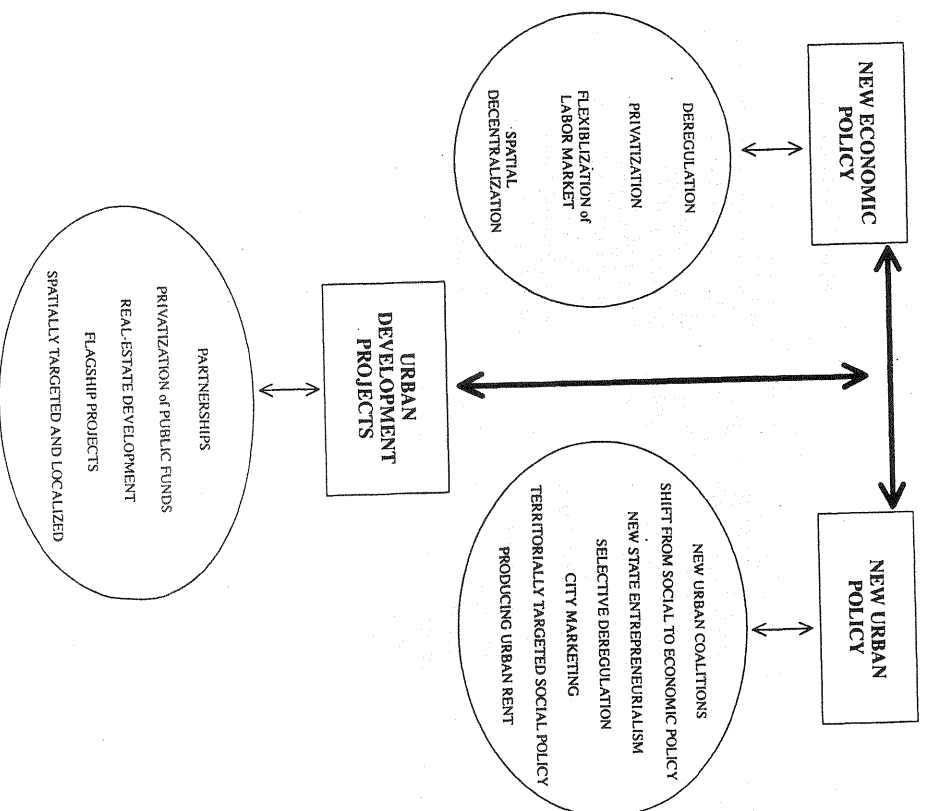 NEW ECONOMIC
POLICY
DEREGULATION
PRIVATIZATION
FLEXIBLIZATION of
LABOR MARKET
SPATIAL
DECENTRALIZATION
NEW URBAN
POLICY
NEW URBAN COALITIONS
SHIFT FROM SOCIAL TO ECONOMIC POLICY
NEW STATE ENTREPRENEURIALISM
SELECTIVE DEREGULATION
CITY MARKETING
TERRITORIALLY TARGETED SOCIAL POLICY
PRODUCING URBAN RENT
URBAN
DEVELOPMENT
PROJECTS
PARTNERSHIPS
PRIVATIZATION of PUBLIC FUNDS
REAL-ESTATE DEVELOPMENT
FLAGSHIP PROJECTS
SPATIALLY TARGETED AND LOCALIZED